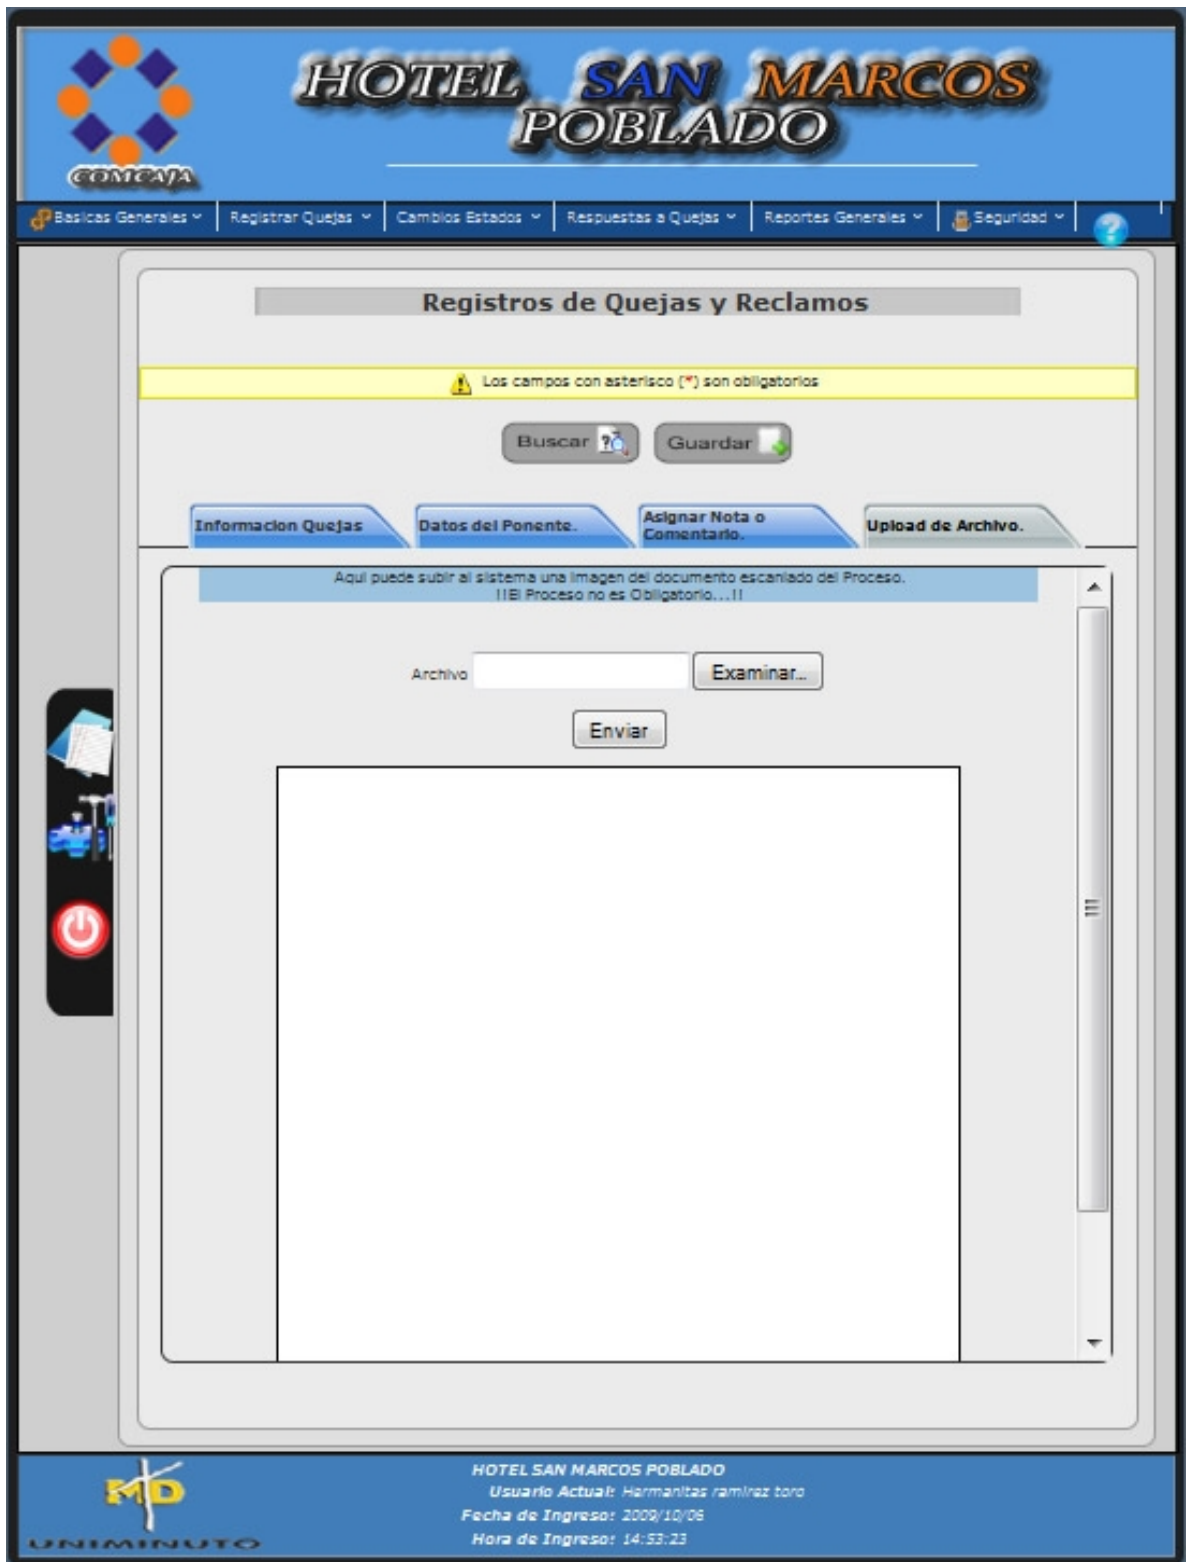 HOTEL SAN MARCOS
POBLADO
COMCAJA
Basicas Generales Registrar Quejas Cambios Estados Respuestas a Quejas Reportes Generales Seguridad ?
Registros de Quejas y Reclamos
Los campos con asterisco (*) son obligatorios
Buscar Guardar
Informacion Quejas Datos del Ponente. Asignar Nota o
Comentario. Upload de Archivo.
Aqui puede subir al sistema una imagen del documento escaniado del Proceso.
!!El Proceso no es Obligatorio...!!
Archivo Examinar...
Enviar
MD
UNIMINUTO
HOTEL SAN MARCOS POBLADO
Usuario Actual: Hermanitas ramirez toro
Fecha de Ingreso: 2009/10/06
Hora de Ingreso: 14:53:23